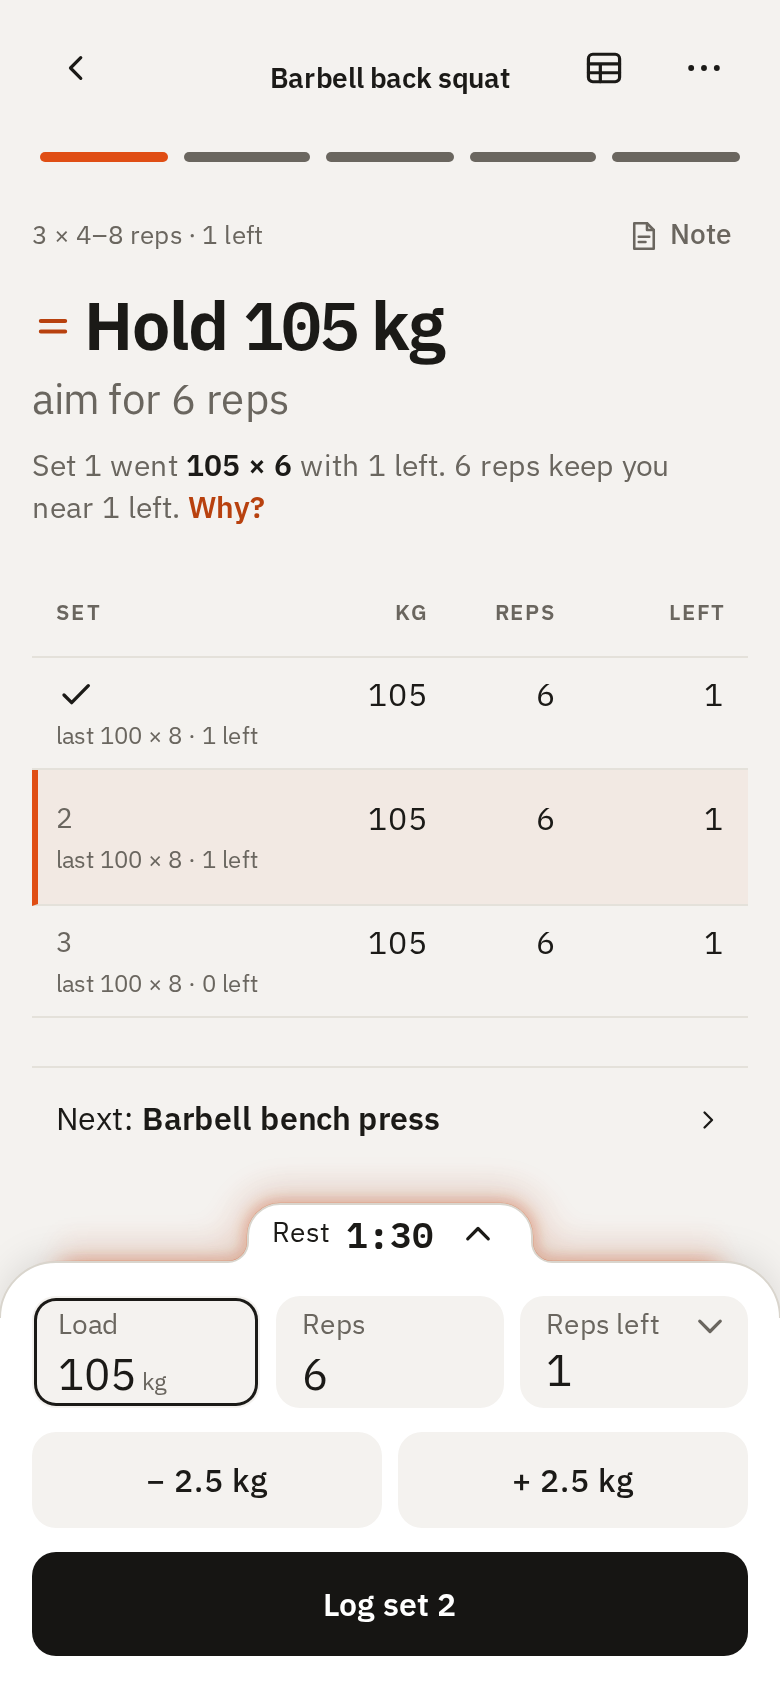 Barbell back squat
3 × 4–8 reps · 1 left
Note
= Hold 105 kg
aim for 6 reps
Set 1 went 105 × 6 with 1 left. 6 reps keep you
near 1 left. Why?
SET KG REPS LEFT
105 6 1
last 100 × 8 · 1 left
2 105 6 1
last 100 × 8 · 1 left
3 105 6 1
last 100 × 8 · 0 left
Next: Barbell bench press
Rest 1:30
Load Reps Reps left
105 kg 6 1
− 2.5 kg + 2.5 kg
Log set 2